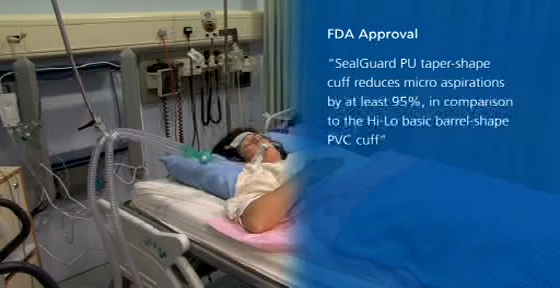 FDA Approval
"SealGuard PU taper-shape
cuff reduces micro aspirations
by at least 95%, in comparison
to the Hi-Lo basic barrel-shape
PVC cuff"